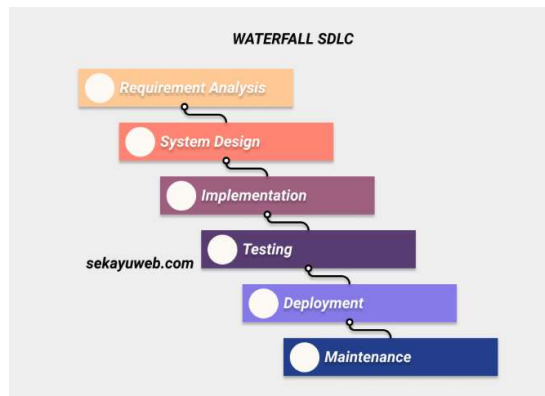 WATERFALL SDLC
Requirement Analysis
System Design
Implementation
Testing
sekayuweb.com
Deployment
Maintenance